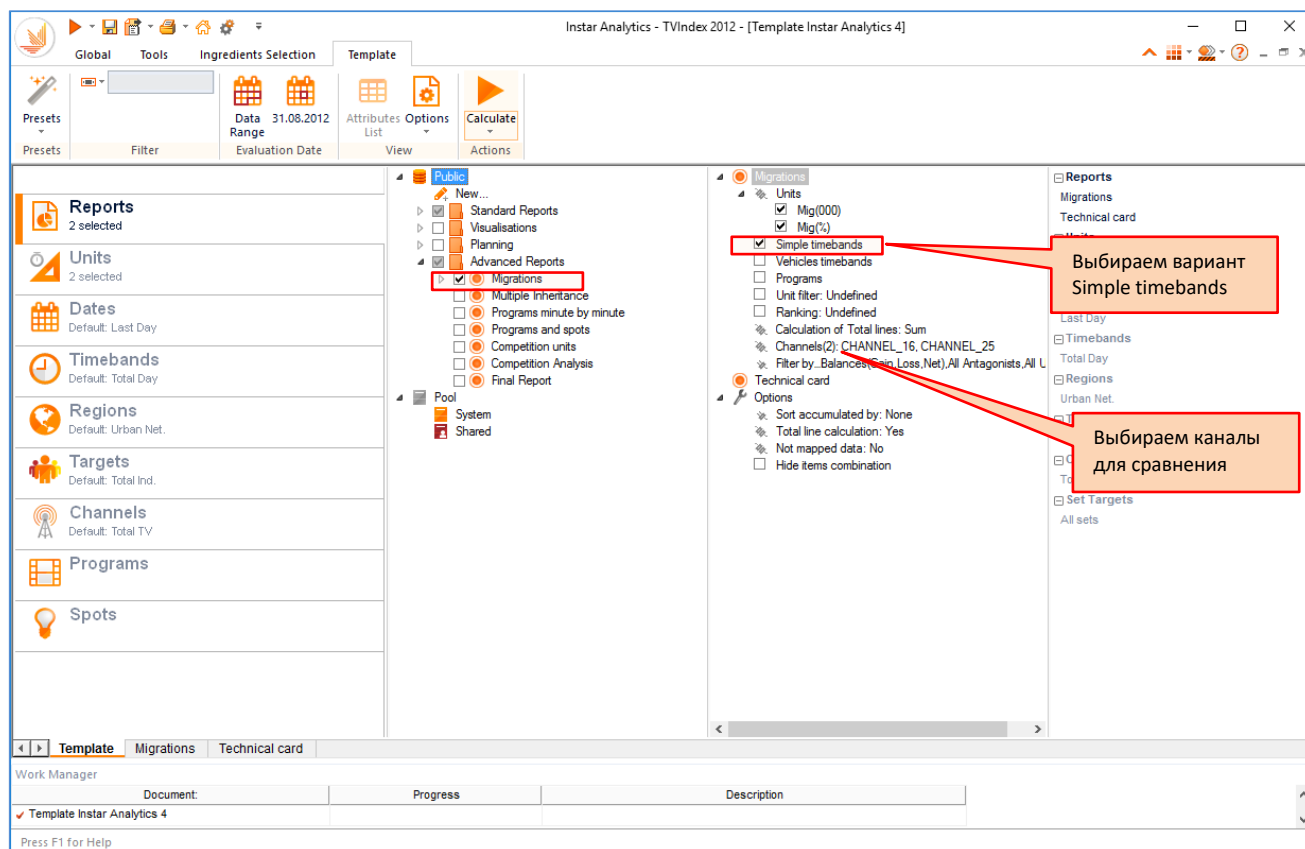 Instar Analytics - TVIndex 2012 - [Template Instar Analytics 4]
Global Tools Ingredients Selection Template
Presets
Data Range
31.08.2012
Attributes List
Options
Calculate
Presets Filter Evaluation Date View Actions
Reports
2 selected
Units
2 selected
Dates
Default: Last Day
Timebands
Default: Total Day
Regions
Default: Urban Net.
Targets
Default: Total Ind.
Channels
Default: Total TV
Programs
Spots
Public
New...
Standard Reports
Visualisations
Planning
Advanced Reports
Migrations
Multiple Inheritance
Programs minute by minute
Programs and spots
Competition units
Competition Analysis
Final Report
Pool
System
Shared
Migrations
Units
Mig(000)
Mig(%)
Simple timebands
Vehicles timebands
Programs
Unit filter: Undefined
Ranking: Undefined
Calculation of Total lines: Sum
Channels(2): CHANNEL_16, CHANNEL_25
Filter by...Balances(Gain,Loss,Net),All Antagonists,All U
Technical card
Options
Sort accumulated by: None
Total line calculation: Yes
Not mapped data: No
Hide items combination
Reports
Migrations
Technical card
Выбираем вариант
Simple timebands
Last Day
Timebands
Total Day
Regions
Urban Net.
Выбираем каналы
для сравнения
Set Targets
All sets
Template Migrations Technical card
Work Manager
Document: Progress Description
Template Instar Analytics 4
Press F1 for Help